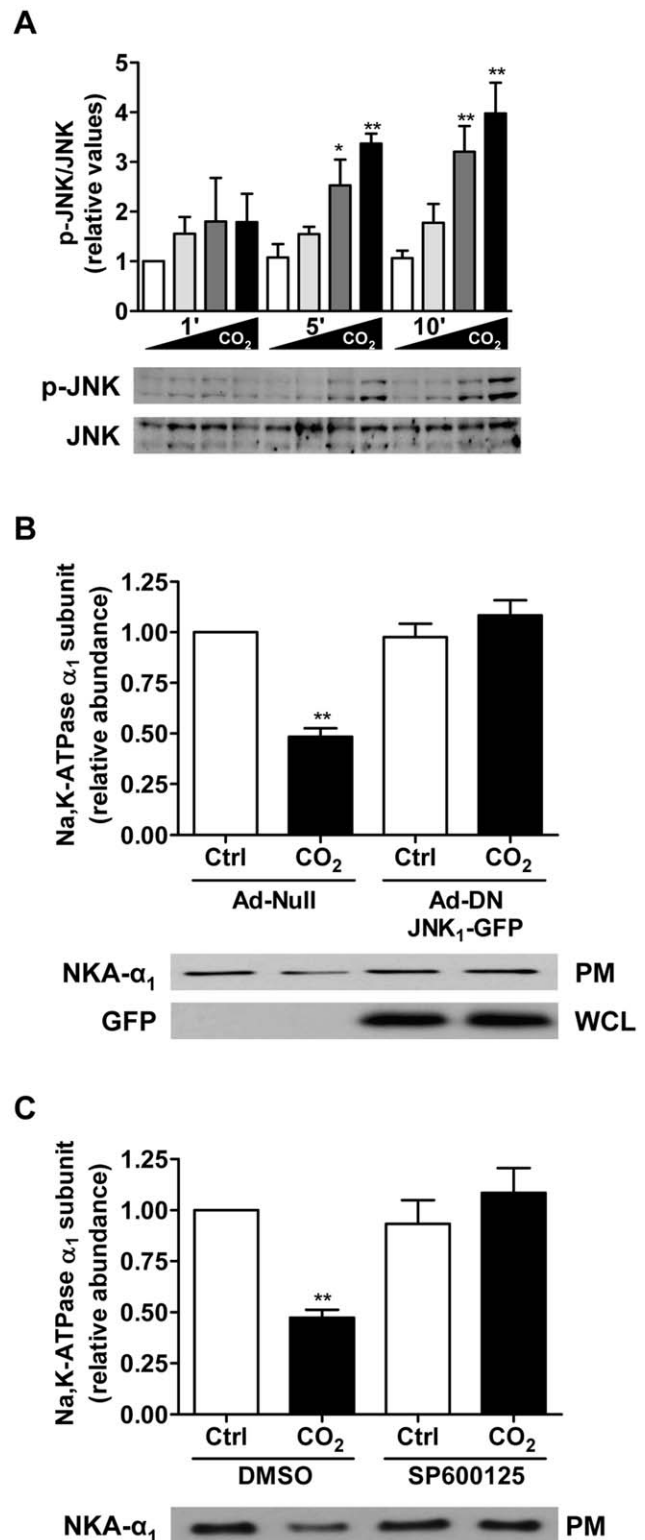 A
p-JNK/JNK
(relative values)
5
4
3
2
1
0
* ** ** **
1' 5' 10'
CO₂ CO₂ CO₂
p-JNK
JNK
B
Na,K-ATPase α₁ subunit
(relative abundance)
1.25
1.00
0.75
0.50
0.25
0.00
**
Ctrl CO₂ Ctrl CO₂
Ad-Null Ad-DN
JNK₁-GFP
NKA-α₁ PM
GFP WCL
C
Na,K-ATPase α₁ subunit
(relative abundance)
1.25
1.00
0.75
0.50
0.25
0.00
**
Ctrl CO₂ Ctrl CO₂
DMSO SP600125
NKA-α₁ PM